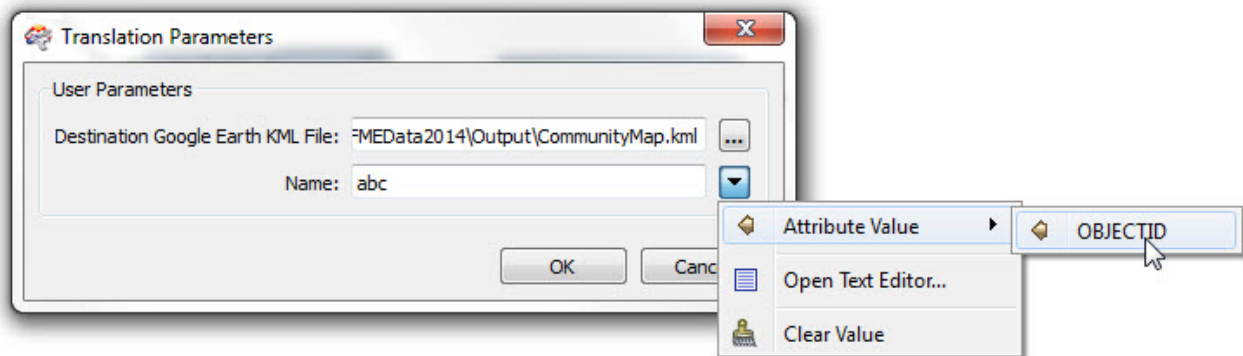 Translation Parameters
User Parameters
Destination Google Earth KML File: FMEData2014\Output\CommunityMap.kml ...
Name: abc
Attribute Value
OBJECTID
OK
Canc
Open Text Editor...
Clear Value